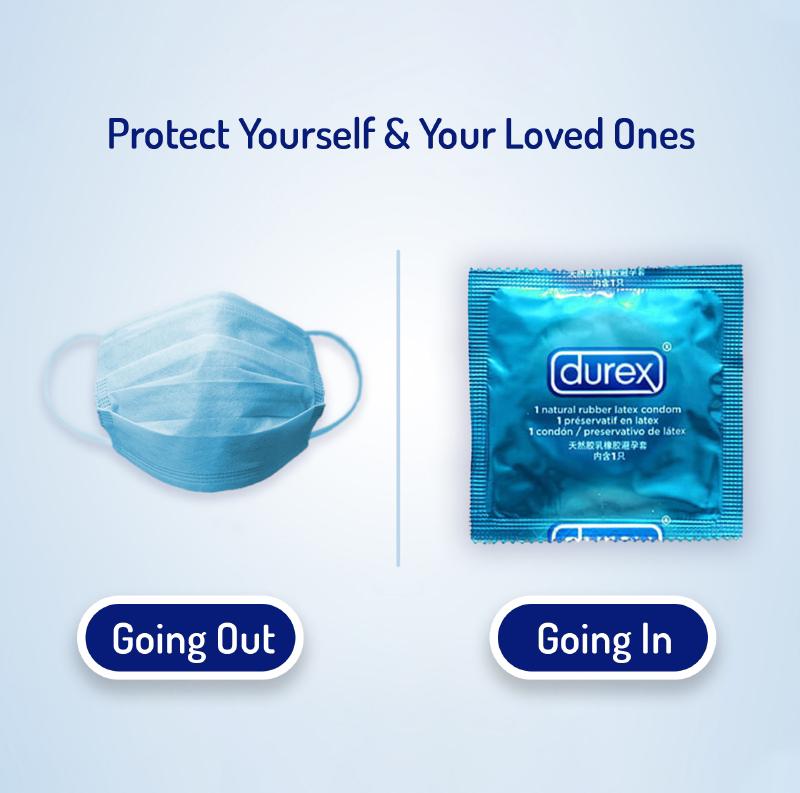 Protect Yourself & Your Loved Ones
天然胶乳橡胶避孕套
内含1只
durex®
1 natural rubber latex condom
1 préservatif en latex
1 condón / preservativo de látex
天然胶乳橡胶避孕套
内含1只
durex®
Going Out
Going In